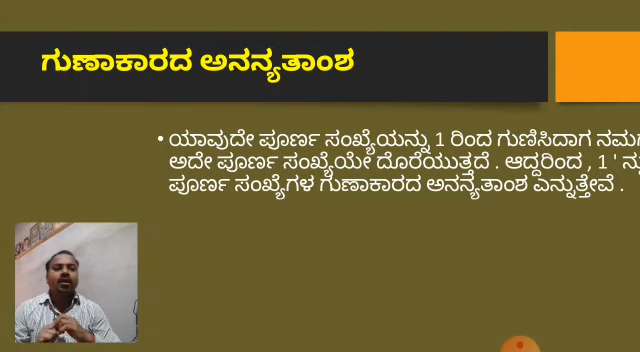 ಗುಣಾಕಾರದ ಅನನ್ಯತಾಂಶ
• ಯಾವುದೇ ಪೂರ್ಣ ಸಂಖ್ಯೆಯನ್ನು 1 ರಿಂದ ಗುಣಿಸಿದಾಗ
ಅದೇ ಪೂರ್ಣ ಸಂಖ್ಯೆಯೇ ದೊರೆಯುತ್ತದೆ . ಆದ್ದರಿಂದ , 1 '
ಪೂರ್ಣ ಸಂಖ್ಯೆಗಳ ಗುಣಾಕಾರದ ಅನನ್ಯತಾಂಶ ಎನ್ನುತ್ತೇವೆ .